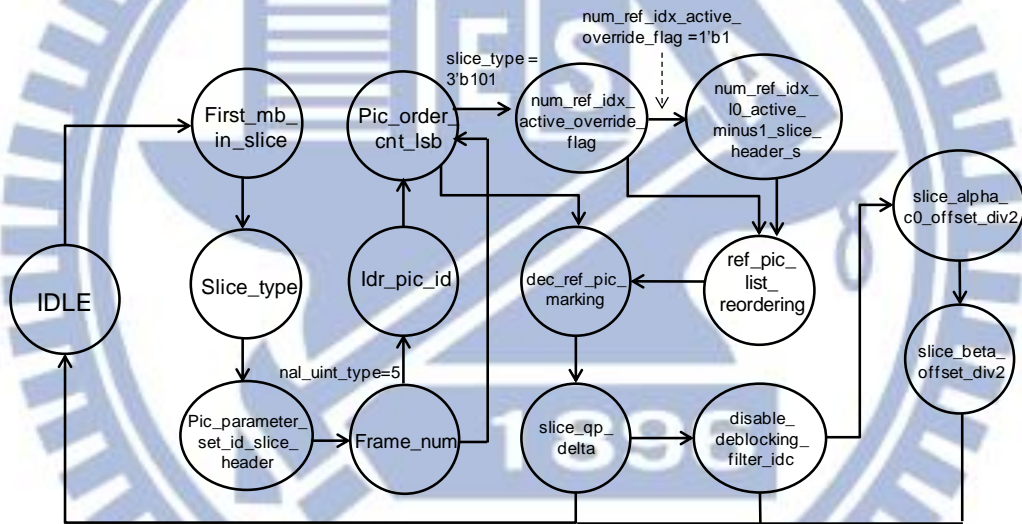 num_ref_idx_active_
override_flag =1'b1
slice_type =
3'b101
First_mb_
in_slice
Pic_order_
cnt_lsb
num_ref_idx_
active_override_
flag
num_ref_idx_
l0_active_
minus1_slice_
header_s
slice_alpha_
c0_offset_div2
IDLE
Slice_type
Idr_pic_id
dec_ref_pic_
marking
ref_pic_
list_
reordering
slice_beta_
offset_div2
nal_uint_type=5
Pic_parameter_
set_id_slice_
header
Frame_num
slice_qp_
delta
disable_
deblocking_
filter_idc
1896